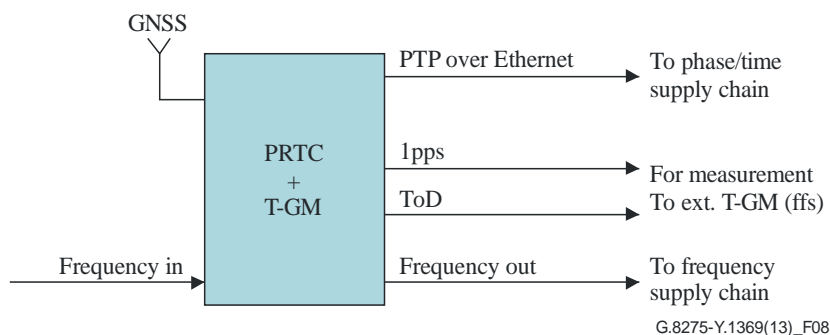 GNSS
PTP over Ethernet
To phase/time
supply chain
PRTC
+
T-GM
1pps
For measurement
ToD
To ext. T-GM (ffs)
Frequency in
Frequency out
To frequency
supply chain
G.8275-Y.1369(13)_F08